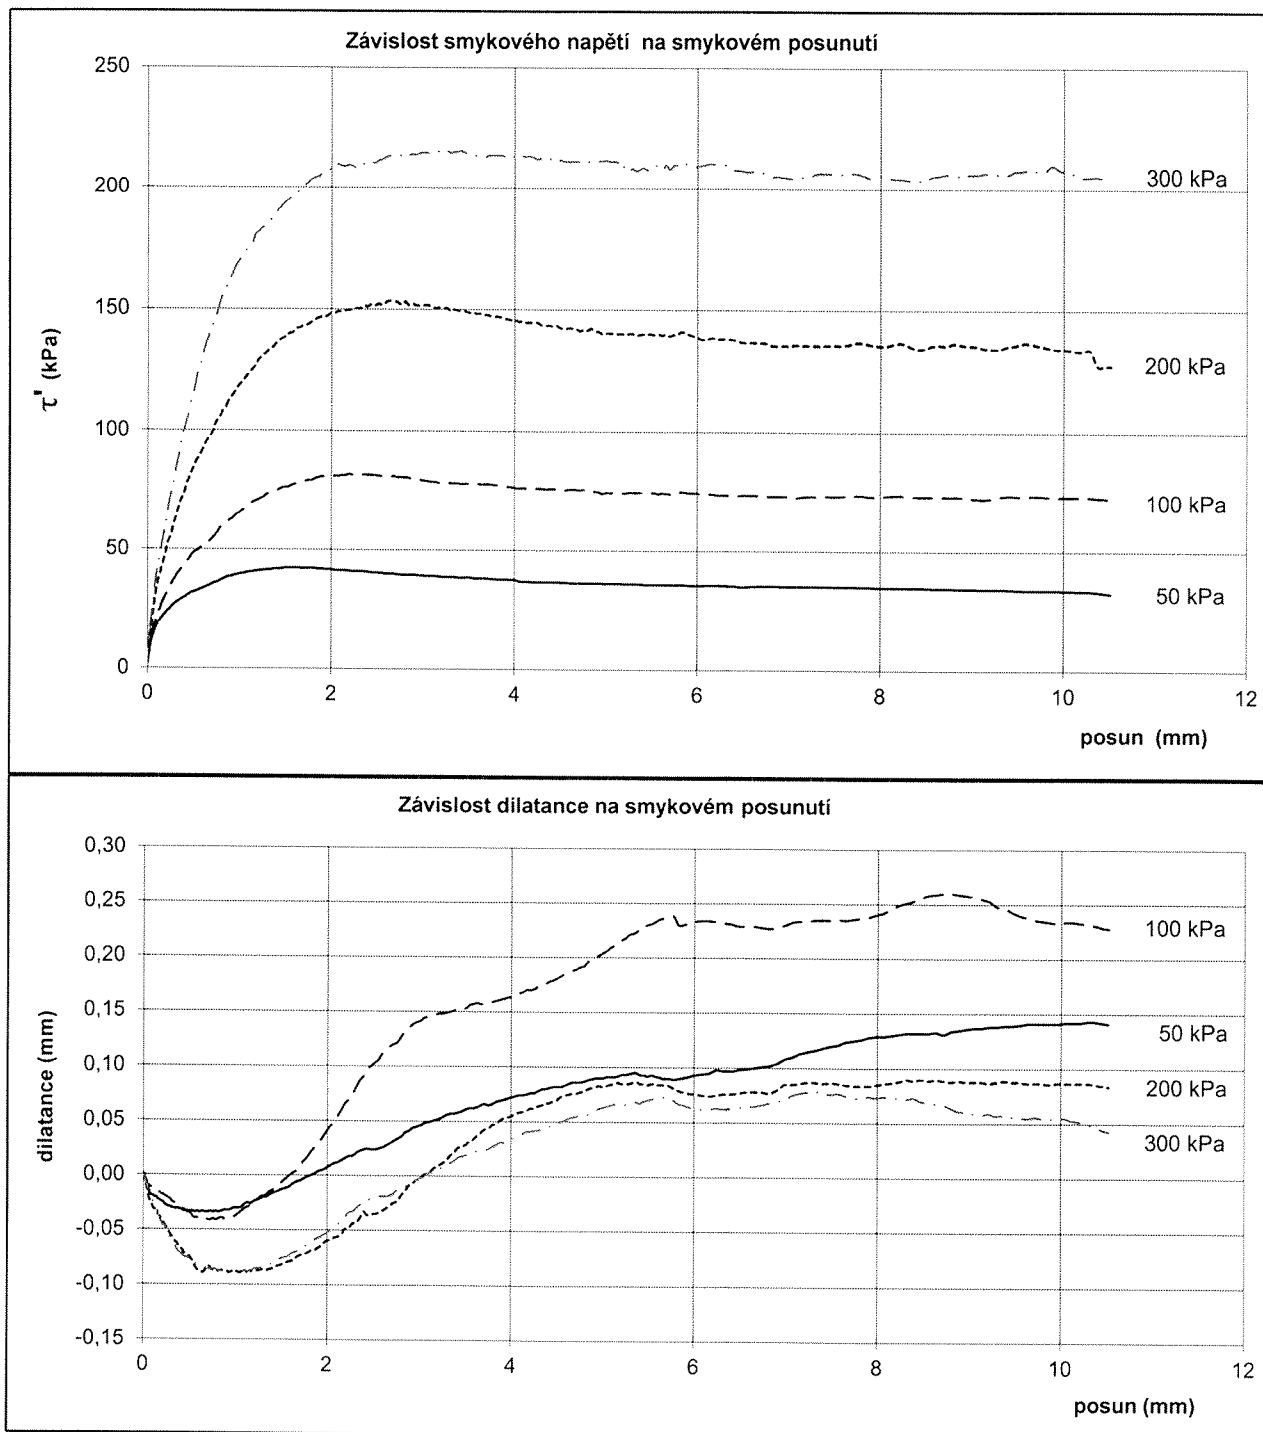 Závislost smykového napětí na smykovém posunutí
250
200
150
100
50
0
τ' (kPa)
300 kPa
200 kPa
100 kPa
50 kPa
0 2 4 6 8 10 12
posun (mm)
Závislost dilatance na smykovém posunutí
0,30
0,25
0,20
0,15
0,10
0,05
0,00
-0,05
-0,10
-0,15
dilatance (mm)
100 kPa
50 kPa
200 kPa
300 kPa
0 2 4 6 8 10 12
posun (mm)